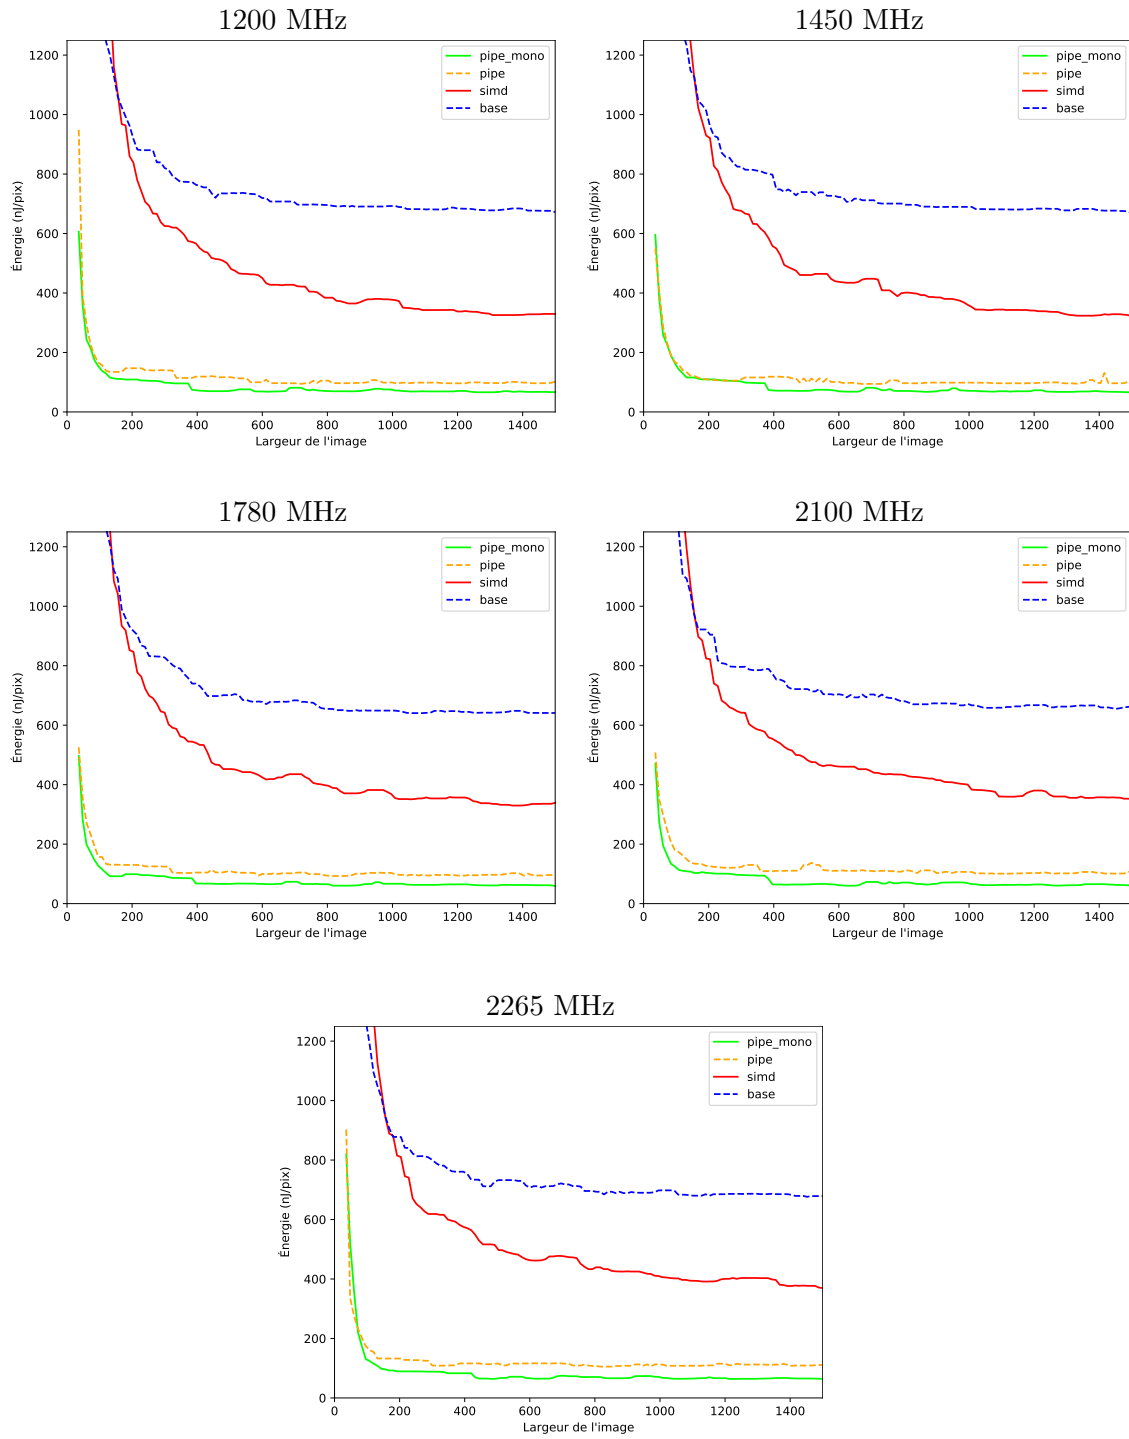 1200 MHz
1200
1000
800
600
400
200
0
Énergie (nJ/pix)
pipe_mono
pipe
simd
base
0 200 400 600 800 1000 1200 1400
Largeur de l'image
1450 MHz
1200
1000
800
600
400
200
0
Énergie (nJ/pix)
pipe_mono
pipe
simd
base
0 200 400 600 800 1000 1200 1400
Largeur de l'image
1780 MHz
1200
1000
800
600
400
200
0
Énergie (nJ/pix)
pipe_mono
pipe
simd
base
0 200 400 600 800 1000 1200 1400
Largeur de l'image
2100 MHz
1200
1000
800
600
400
200
0
Énergie (nJ/pix)
pipe_mono
pipe
simd
base
0 200 400 600 800 1000 1200 1400
Largeur de l'image
2265 MHz
1200
1000
800
600
400
200
0
Énergie (nJ/pix)
pipe_mono
pipe
simd
base
0 200 400 600 800 1000 1200 1400
Largeur de l'image